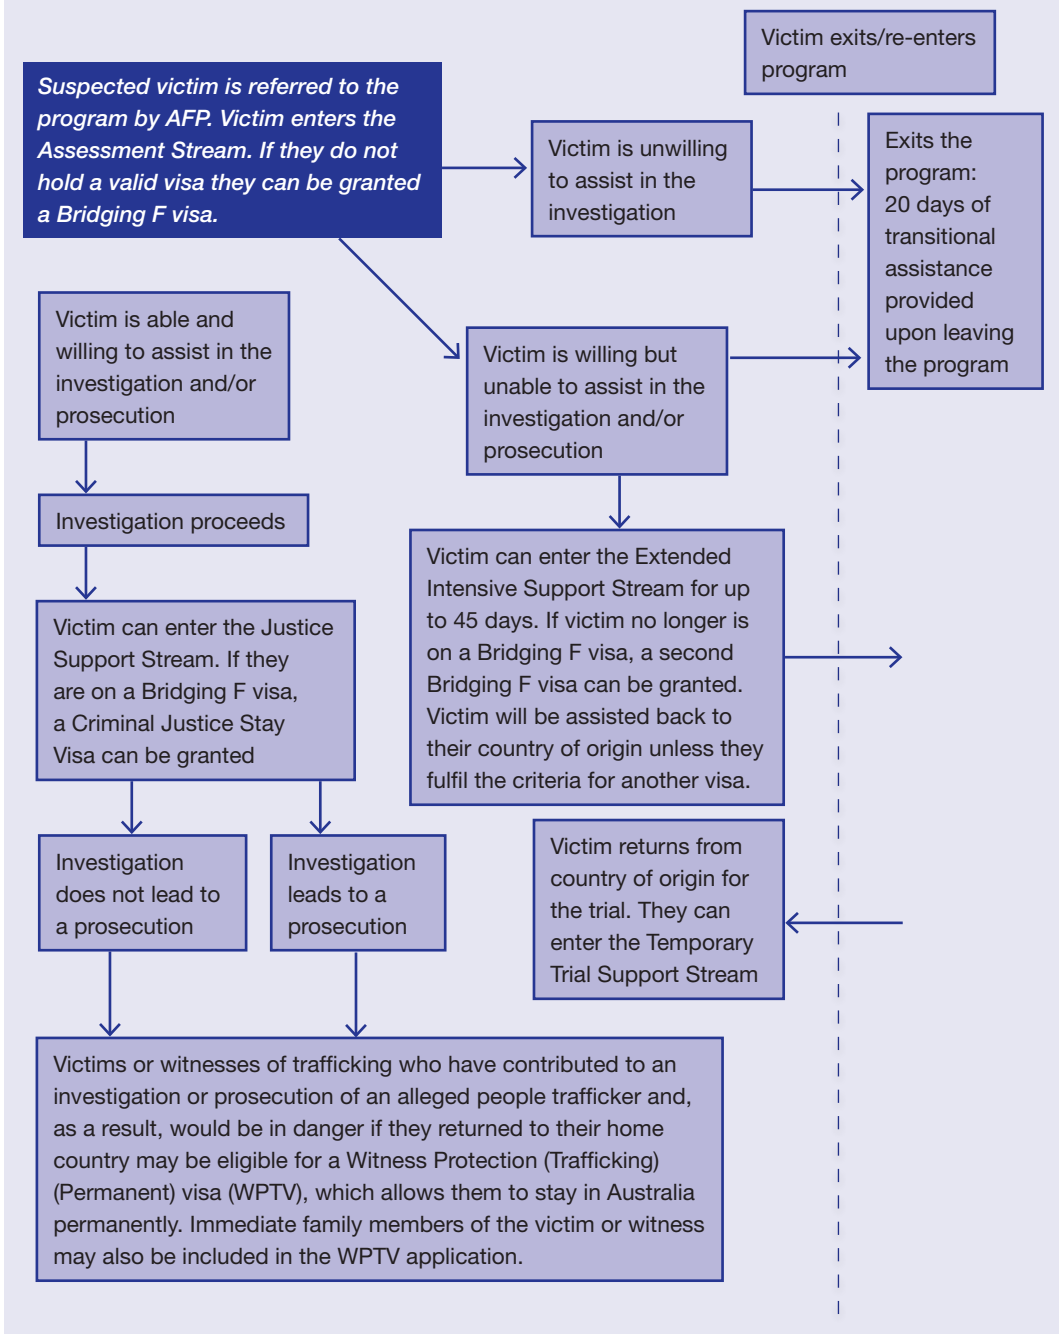 Victim exits/re-enters
program
Suspected victim is referred to the
program by AFP. Victim enters the
Assessment Stream. If they do not
hold a valid visa they can be granted
a Bridging F visa.
Victim is unwilling
to assist in the
investigation
Exits the
program:
20 days of
transitional
assistance
provided
upon leaving
the program
Victim is able and
willing to assist in the
investigation and/or
prosecution
Victim is willing but
unable to assist in the
investigation and/or
prosecution
Investigation proceeds
Victim can enter the Extended
Intensive Support Stream for up
to 45 days. If victim no longer is
on a Bridging F visa, a second
Bridging F visa can be granted.
Victim will be assisted back to
their country of origin unless they
fulfil the criteria for another visa.
Victim can enter the Justice
Support Stream. If they
are on a Bridging F visa,
a Criminal Justice Stay
Visa can be granted
Investigation
does not lead to
a prosecution
Investigation
leads to a
prosecution
Victim returns from
country of origin for
the trial. They can
enter the Temporary
Trial Support Stream
Victims or witnesses of trafficking who have contributed to an
investigation or prosecution of an alleged people trafficker and,
as a result, would be in danger if they returned to their home
country may be eligible for a Witness Protection (Trafficking)
(Permanent) visa (WPTV), which allows them to stay in Australia
permanently. Immediate family members of the victim or witness
may also be included in the WPTV application.